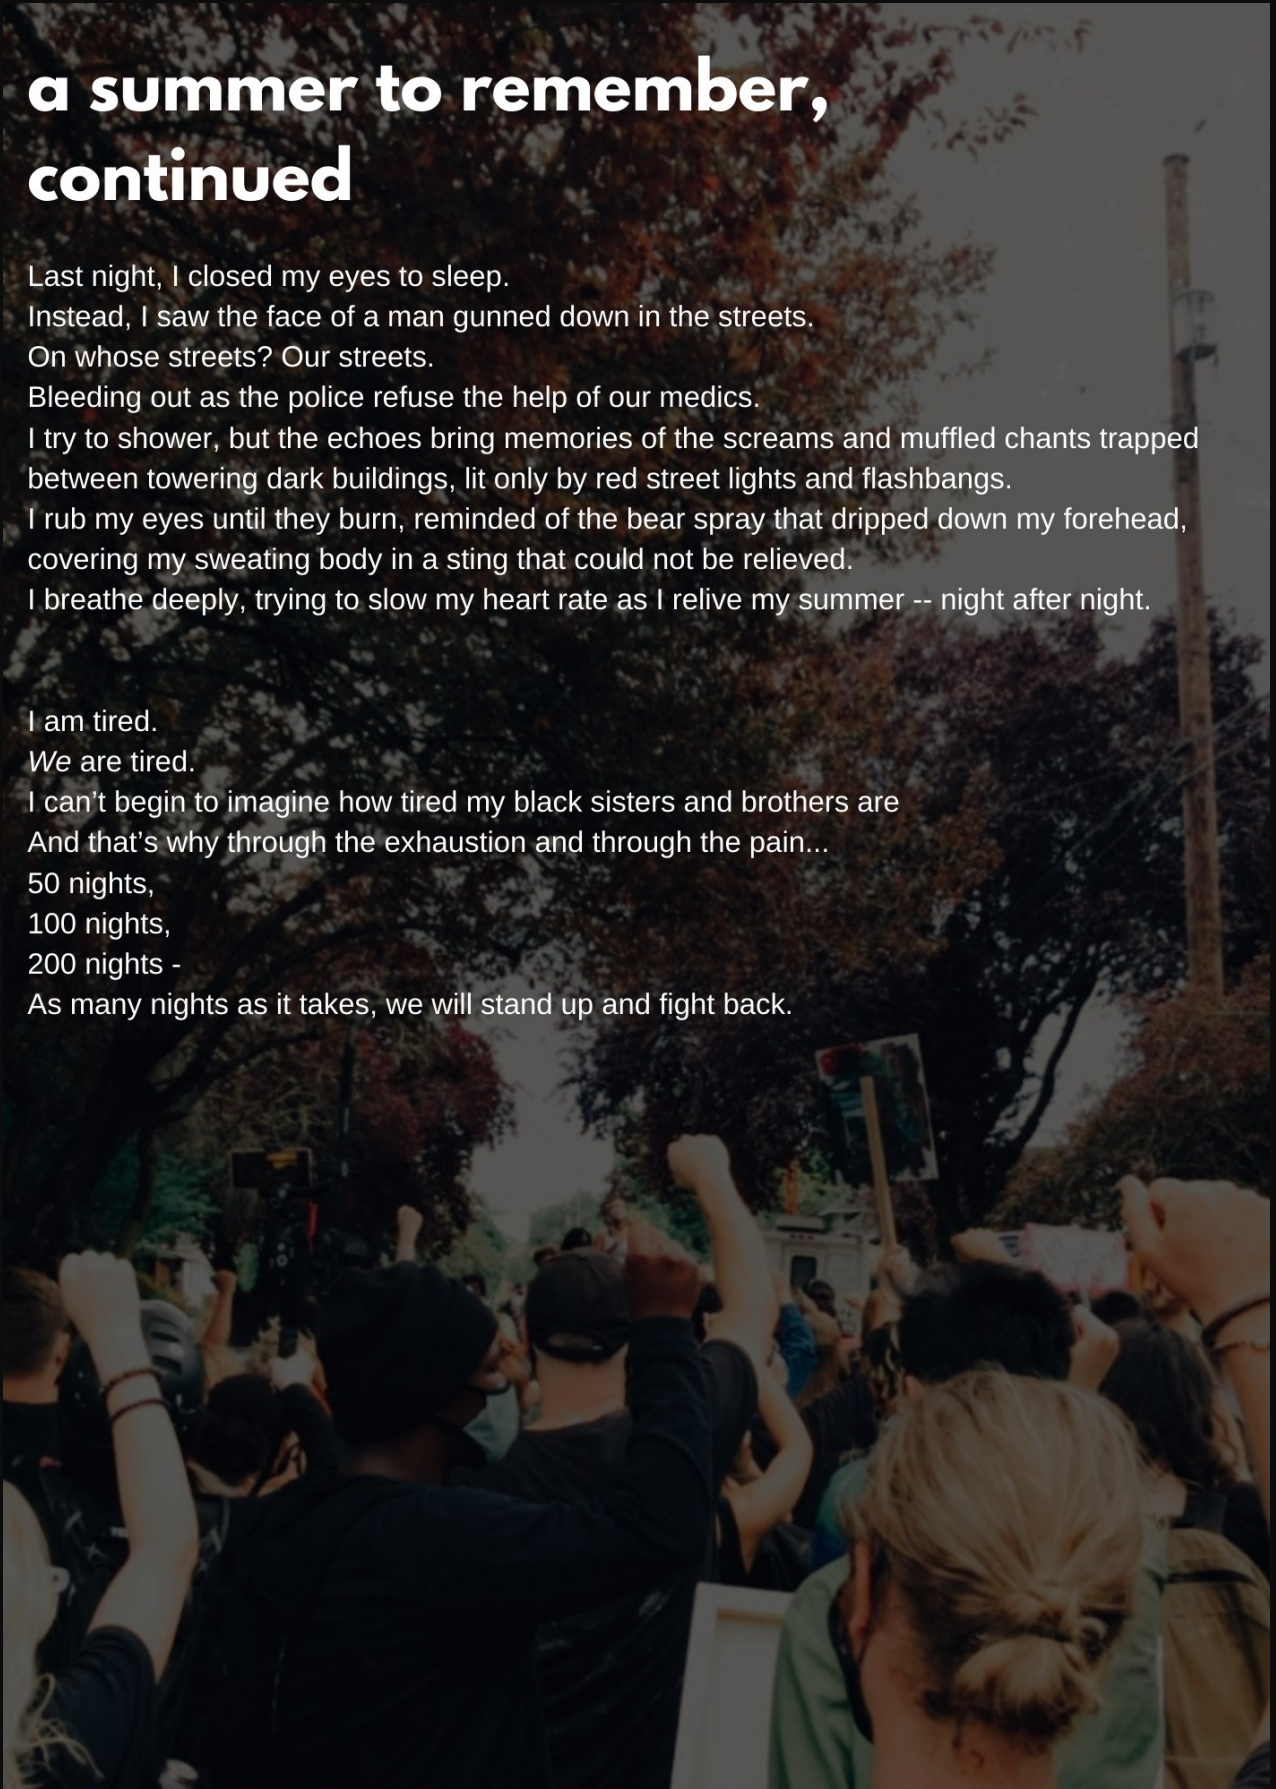 a summer to remember,
continued
Last night, I closed my eyes to sleep.
Instead, I saw the face of a man gunned down in the streets.
On whose streets? Our streets.
Bleeding out as the police refuse the help of our medics.
I try to shower, but the echoes bring memories of the screams and muffled chants trapped
between towering dark buildings, lit only by red street lights and flashbangs.
I rub my eyes until they burn, reminded of the bear spray that dripped down my forehead,
covering my sweating body in a sting that could not be relieved.
I breathe deeply, trying to slow my heart rate as I relive my summer -- night after night.
I am tired.
We are tired.
I can’t begin to imagine how tired my black sisters and brothers are
And that’s why through the exhaustion and through the pain...
50 nights,
100 nights,
200 nights -
As many nights as it takes, we will stand up and fight back.